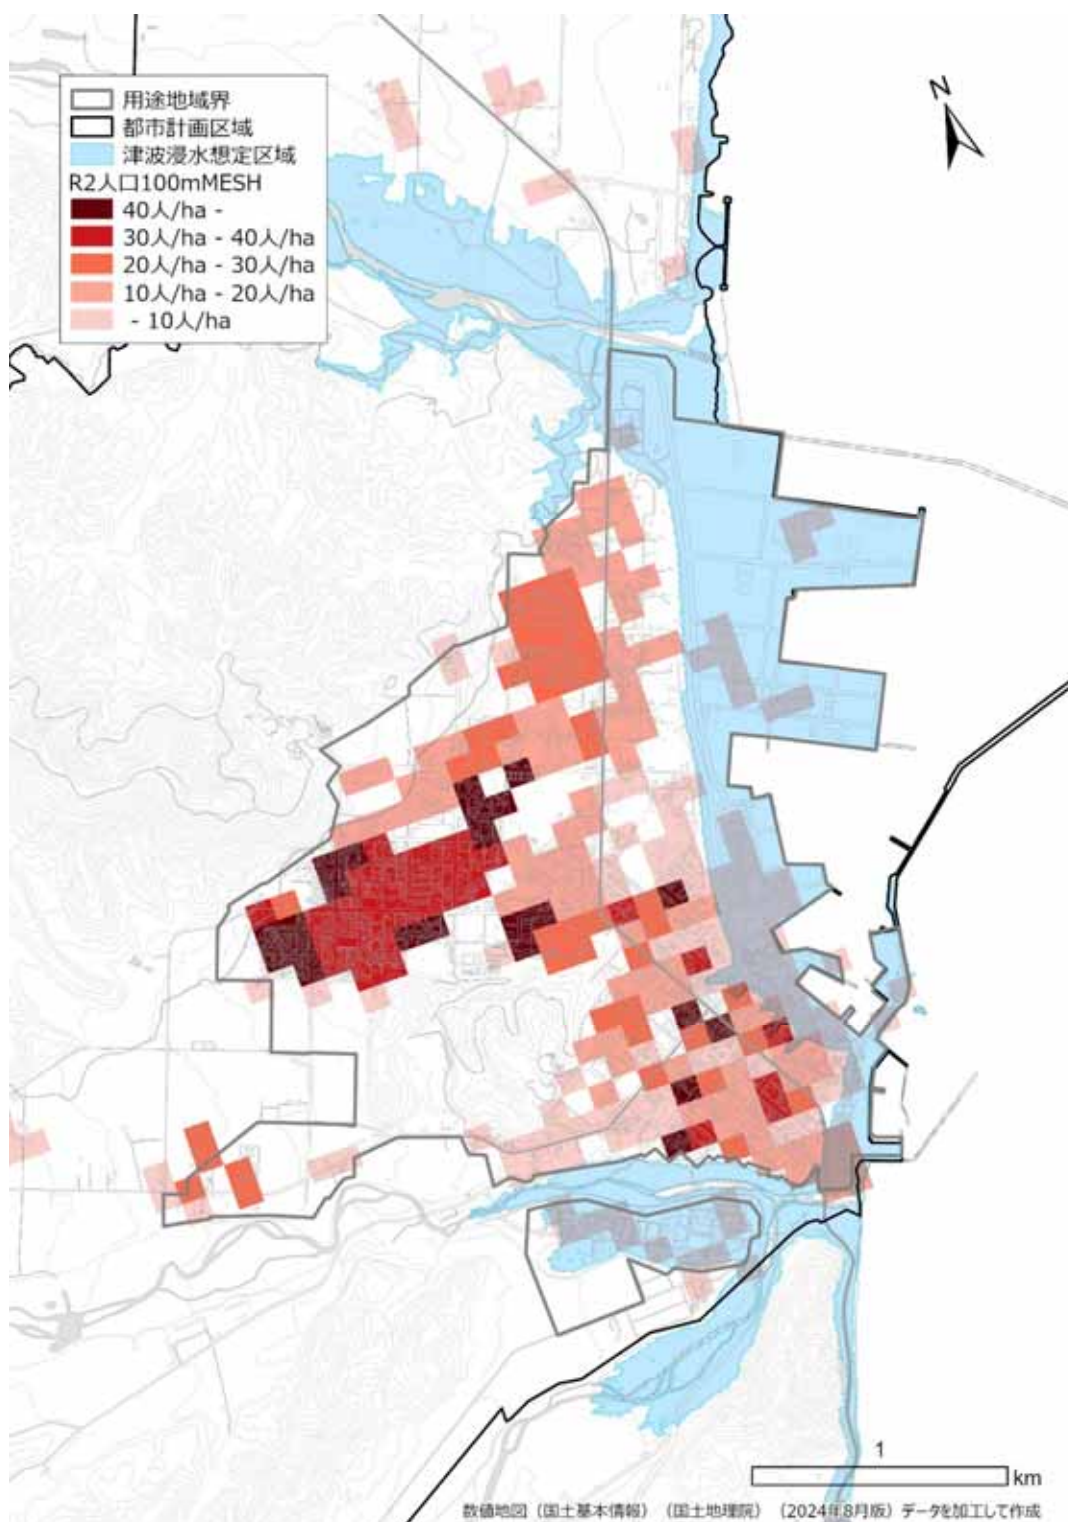 N
用途地域界
都市計画区域
津波浸水想定区域
R2人口100mMESH
40人/ha -
30人/ha - 40人/ha
20人/ha - 30人/ha
10人/ha - 20人/ha
- 10人/ha
1
km
数値地図(国土基本情報)(国土地理院)(2024年8月版)データを加工して作成